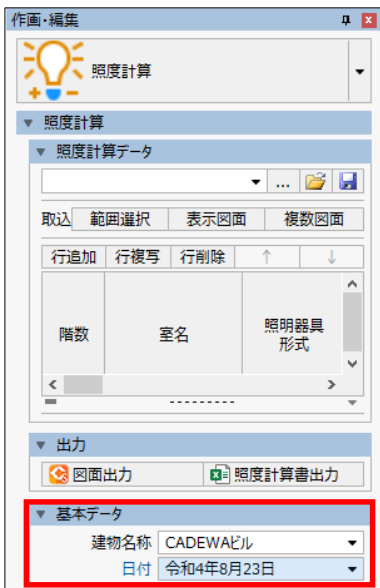 作画・編集
照度計算
照度計算
照度計算データ
...
取込 範囲選択 表示図面 複数図面
行追加 行複写 行削除 ↑ ↓
階数 室名 照明器具
形式
出力
図面出力 照度計算書出力
基本データ
建物名称 CADEWAビル
日付 令和4年8月23日